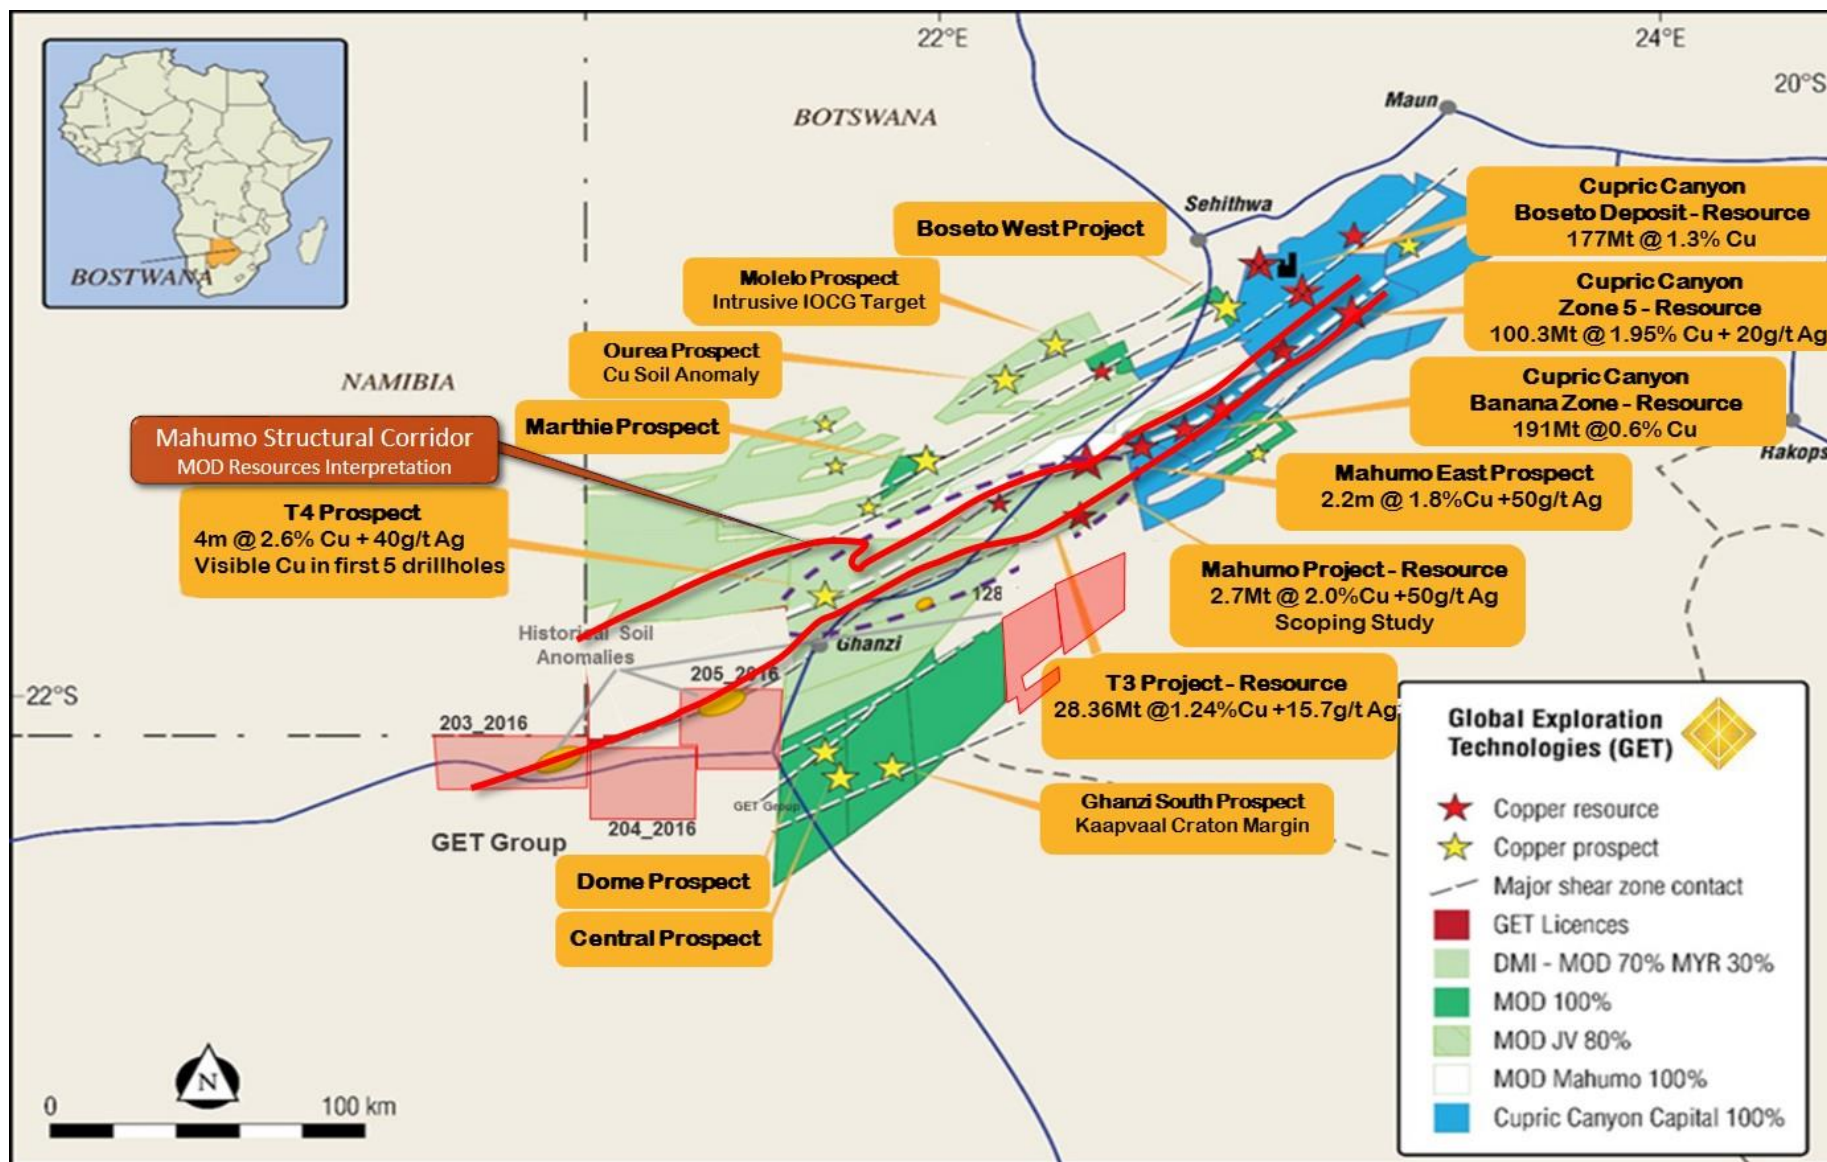 22°E
24°E
20°S
BOSTWANA
BOTSWANA
NAMIBIA
Maun
Sehithwa
Rakops
Cupric Canyon
Boseto Deposit - Resource
177Mt @ 1.3% Cu
Boseto West Project
Molelo Prospect
Intrusive IOCG Target
Cupric Canyon
Zone 5 - Resource
100.3Mt @ 1.95% Cu + 20g/t Ag
Ourea Prospect
Cu Soil Anomaly
Cupric Canyon
Banana Zone - Resource
191Mt @0.6% Cu
Marthie Prospect
Mahumo Structural Corridor
MOD Resources Interpretation
Mahumo East Prospect
2.2m @ 1.8%Cu +50g/t Ag
T4 Prospect
4m @ 2.6% Cu + 40g/t Ag
Visible Cu in first 5 drillholes
Mahumo Project - Resource
2.7Mt @ 2.0%Cu +50g/t Ag
Scoping Study
128
Historical Soil
Anomalies
Ghanzi
22°S
205_2016
203_2016
T3 Project - Resource
28.36Mt @1.24%Cu +15.7g/t Ag
GET Group
204_2016
GET Group
Ghanzi South Prospect
Kaapvaal Craton Margin
Dome Prospect
Central Prospect
Global Exploration
Technologies (GET)
Copper resource
Copper prospect
Major shear zone contact
GET Licences
DMI - MOD 70% MYR 30%
MOD 100%
MOD JV 80%
MOD Mahumo 100%
Cupric Canyon Capital 100%
N
0
100 km